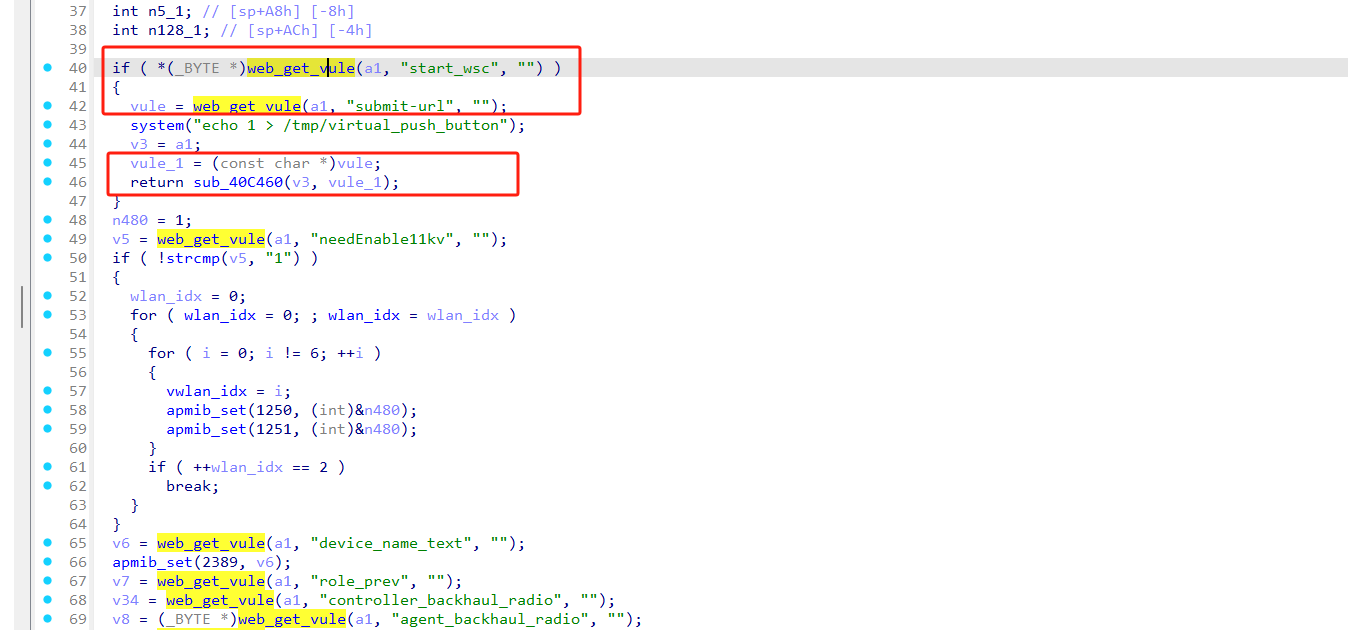 37 int n5_1; // [sp+A8h] [-8h]
38 int n128_1; // [sp+ACh] [-4h]
39
40 if ( *(_BYTE *)web_get_vule(a1, "start_wsc", "") )
41 {
42 vule = web_get_vule(a1, "submit-url", "");
43 system("echo 1 > /tmp/virtual_push_button");
44 v3 = a1;
45 vule_1 = (const char *)vule;
46 return sub_40C460(v3, vule_1);
47 }
48 n480 = 1;
49 v5 = web_get_vule(a1, "needEnable11kv", "");
50 if ( !strcmp(v5, "1") )
51 {
52 wlan_idx = 0;
53 for ( wlan_idx = 0; ; wlan_idx = wlan_idx )
54 {
55 for ( i = 0; i != 6; ++i )
56 {
57 vwlan_idx = i;
58 apmib_set(1250, (int)&n480);
59 apmib_set(1251, (int)&n480);
60 }
61 if ( ++wlan_idx == 2 )
62 break;
63 }
64 }
65 v6 = web_get_vule(a1, "device_name_text", "");
66 apmib_set(2389, v6);
67 v7 = web_get_vule(a1, "role_prev", "");
68 v34 = web_get_vule(a1, "controller_backhaul_radio", "");
69 v8 = (_BYTE *)web_get_vule(a1, "agent_backhaul_radio", "");